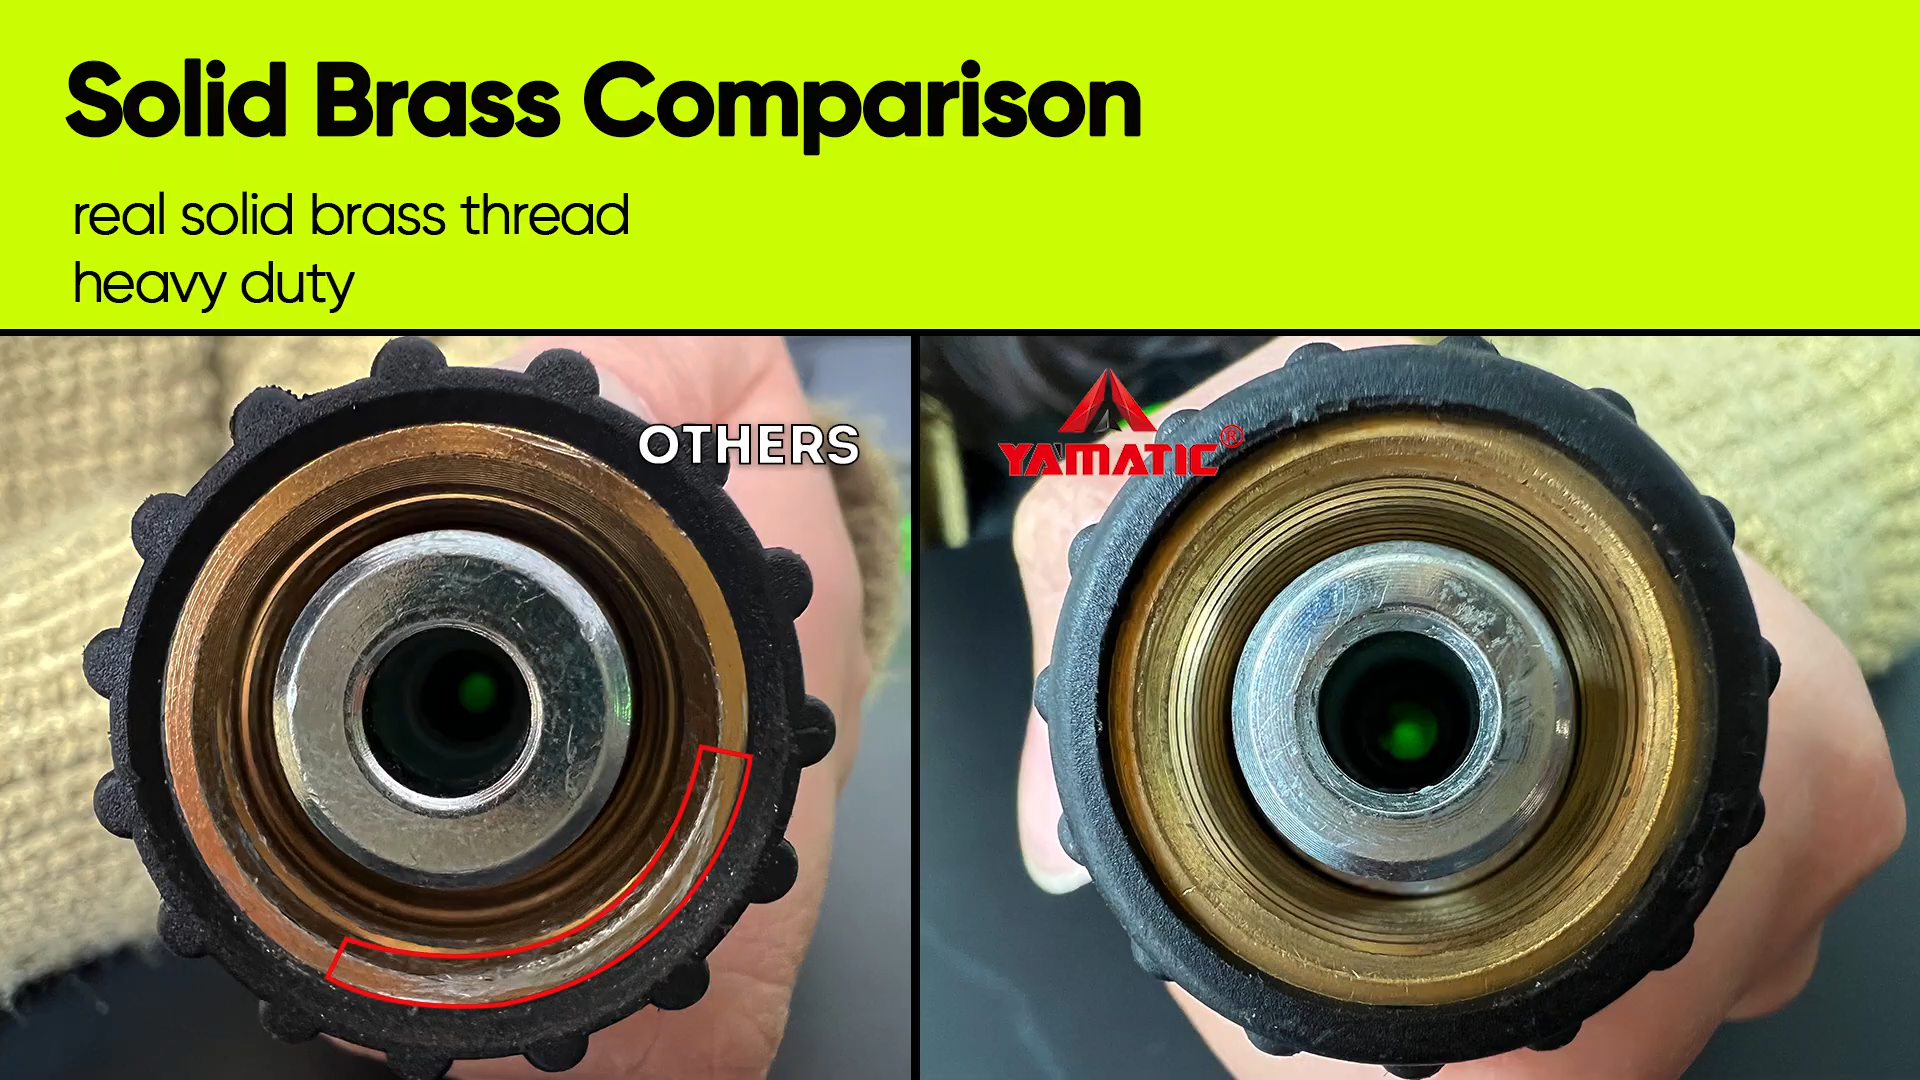 Solid Brass Comparison
real solid brass thread
heavy duty
OTHERS
YAMATIC®